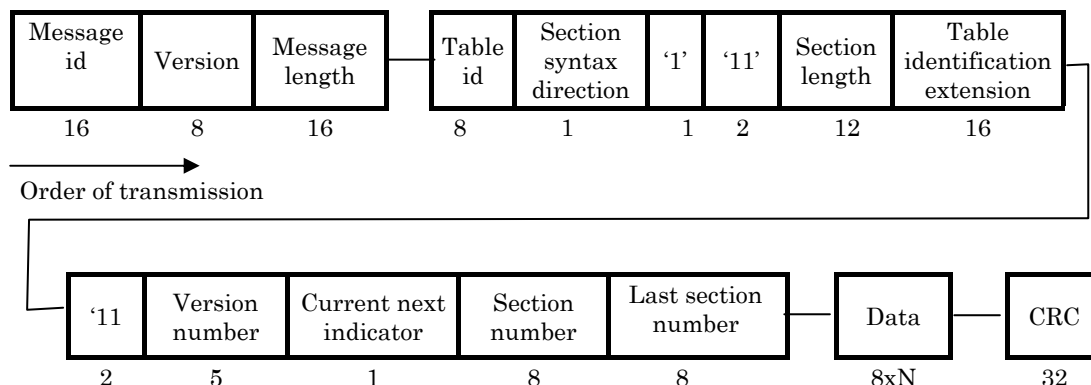 Message id
Version
Message length
Table id
Section syntax direction
‘1’
‘11’
Section length
Table identification extension
16
8
16
8
1
1
2
12
16
Order of transmission
‘11
Version number
Current next indicator
Section number
Last section number
Data
CRC
2
5
1
8
8
8xN
32